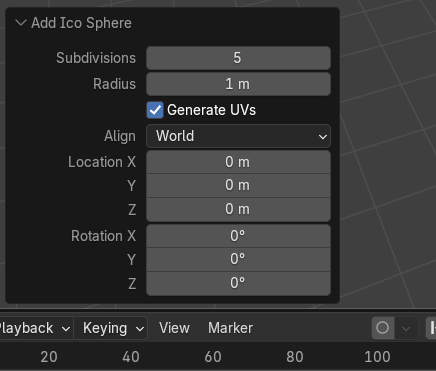 Add Ico Sphere
Subdivisions 5
Radius 1 m
Generate UVs
Align World
Location X 0 m
Y 0 m
Z 0 m
Rotation X 0°
Y 0°
Z 0°
Playback Keying View Marker
20 40 60 80 100